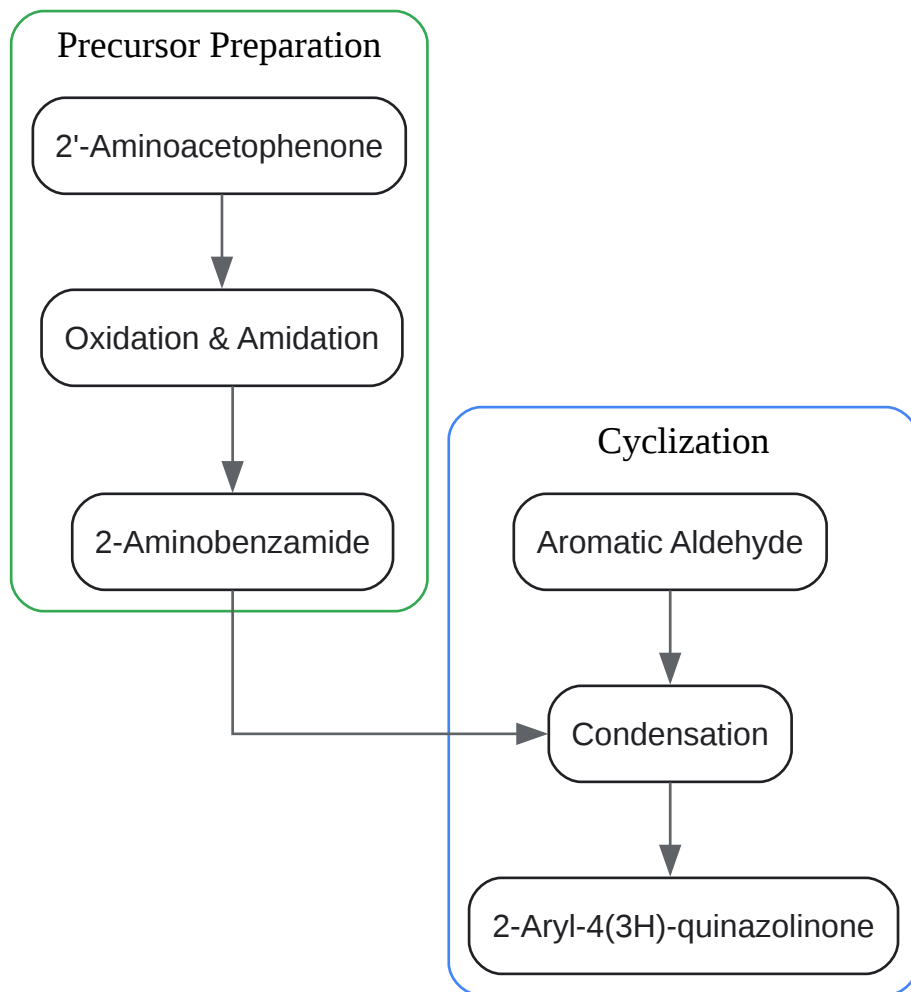 Precursor Preparation
2'-Aminoacetophenone
Oxidation & Amidation
2-Aminobenzamide
Cyclization
Aromatic Aldehyde
Condensation
2-Aryl-4(3H)-quinazolinone